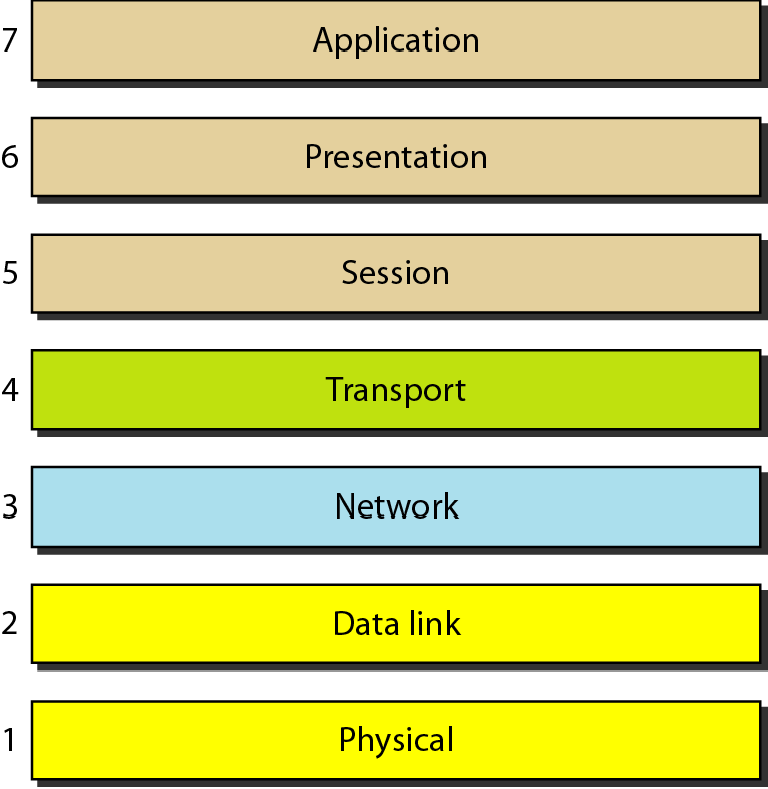 7 Application
6 Presentation
5 Session
4 Transport
3 Network
2 Data link
1 Physical